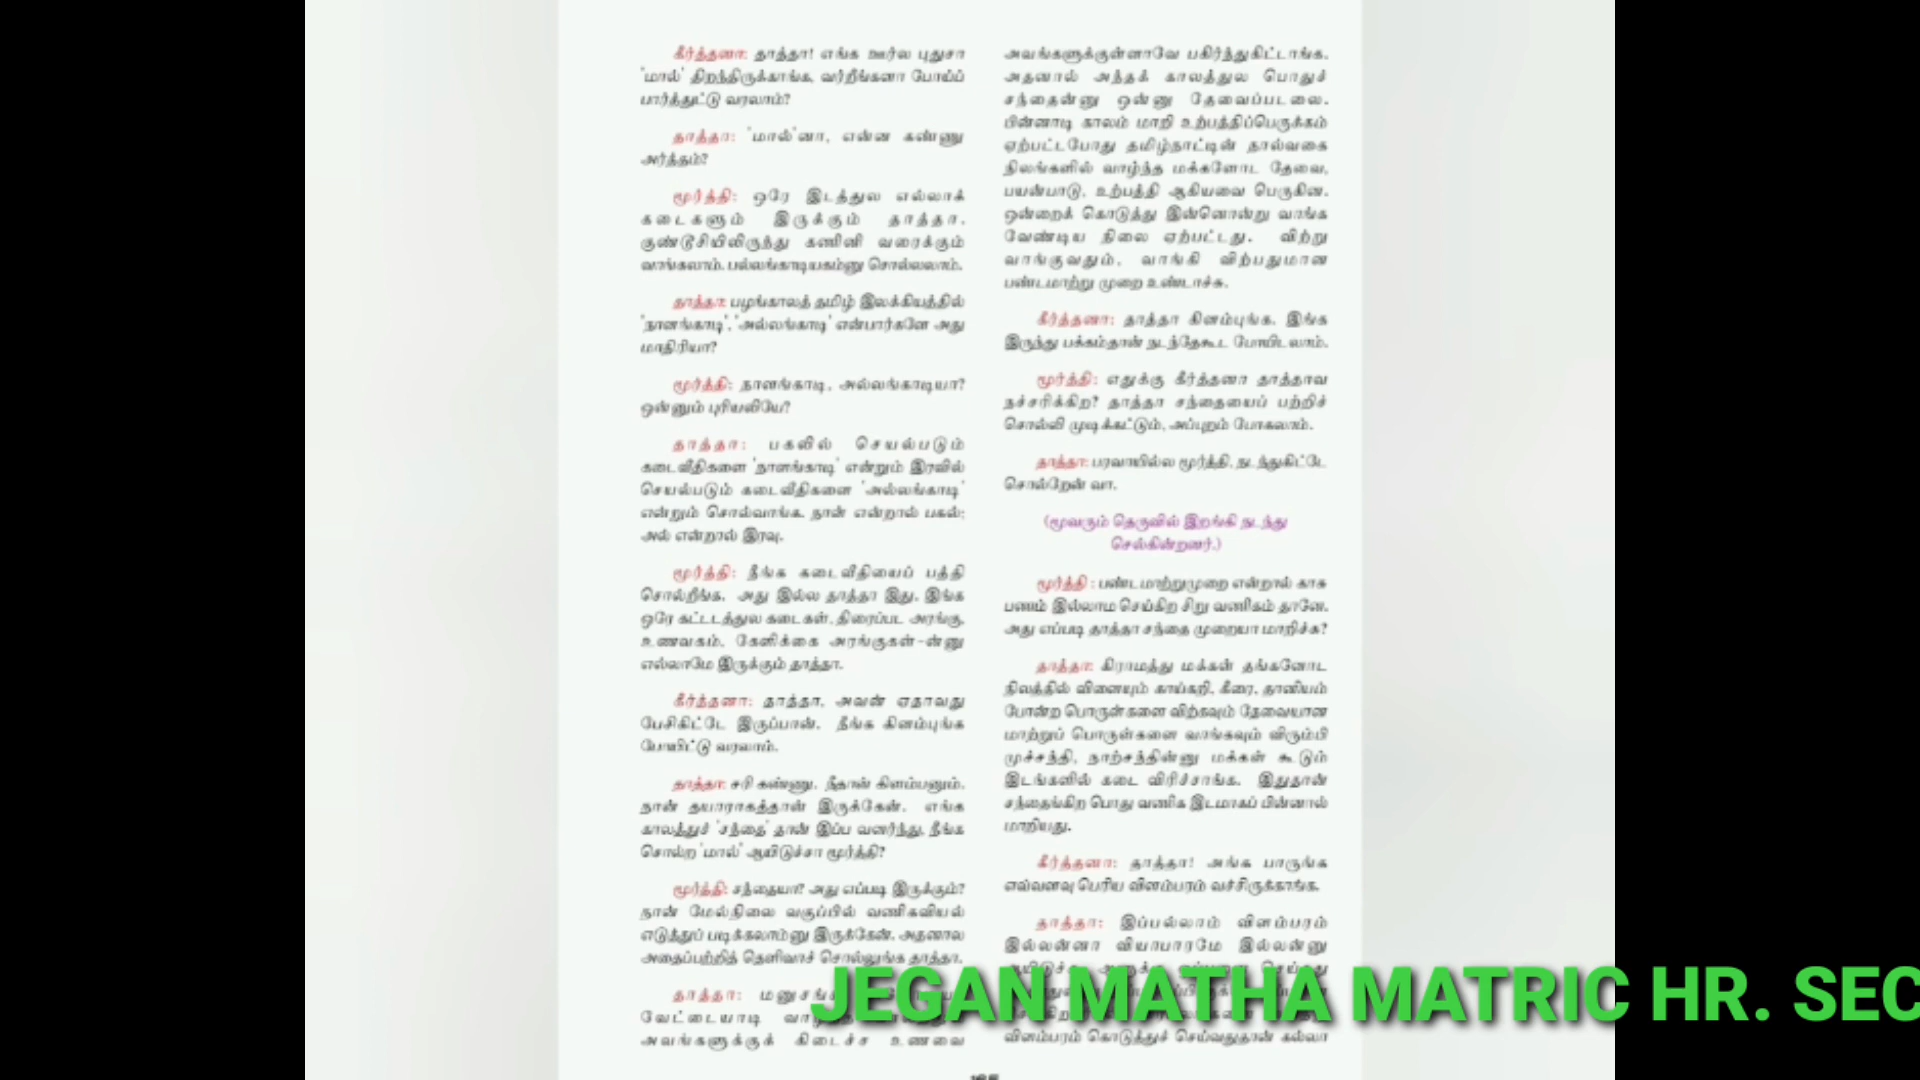 கீர்த்தனா: தாத்தா! எங்க ஊர்ல புதுசா
'மால்' திறந்திருக்காங்க, வர்றீங்களா போய்ப்
பார்த்துட்டு வரலாம்?
தாத்தா: 'மால்'னா, என்ன கண்ணு
அர்த்தம்?
மூர்த்தி: ஒரே இடத்துல எல்லாக்
கடைகளும் இருக்கும் தாத்தா.
குண்டூசியிலிருந்து கணினி வரைக்கும்
வாங்கலாம். பல்லங்காடியகம்னு சொல்லலாம்.
தாத்தா: பழங்காலத் தமிழ் இலக்கியத்தில்
'நாளங்காடி', 'அல்லங்காடி' என்பார்களே அது
மாதிரியா?
மூர்த்தி: நாளங்காடி, அல்லங்காடியா?
ஒன்னும் புரியலியே?
தாத்தா: பகலில் செயல்படும்
கடைவீதிகளை 'நாளங்காடி' என்றும் இரவில்
செயல்படும் கடைவீதிகளை 'அல்லங்காடி'
என்றும் சொல்வாங்க. நாள் என்றால் பகல்;
அல் என்றால் இரவு.
மூர்த்தி: நீங்க கடைவீதியைப் பத்தி
சொல்றீங்க. அது இல்ல தாத்தா இது. இங்க
ஒரே கட்டடத்துல கடைகள், திரைப்பட அரங்கு,
உணவகம், கேளிக்கை அரங்குகள்-ன்னு
எல்லாமே இருக்கும் தாத்தா.
கீர்த்தனா: தாத்தா, அவன் ஏதாவது
பேசிகிட்டே இருப்பான். நீங்க கிளம்புங்க
போயிட்டு வரலாம்.
தாத்தா: சரி கண்ணு. நீதான் கிளம்பனும்.
நான் தயாராகத்தான் இருக்கேன். எங்க
காலத்துச் 'சந்தை' தான் இப்ப வளர்ந்து, நீங்க
சொல்ற 'மால்' ஆயிடுச்சா மூர்த்தி?
மூர்த்தி: சந்தையா? அது எப்படி இருக்கும்?
நான் மேல்நிலை வகுப்பில் வணிகவியல்
எடுத்துப் படிக்கலாம்னு இருக்கேன். அதனால
அதைப்பற்றித் தெளிவாச் சொல்லுங்க தாத்தா.
தாத்தா:
வேட்டையாடி
அவங்களுக்குக் கிடைச்ச உணவை
அவங்களுக்குள்ளாவே பகிர்ந்துகிட்டாங்க.
அதனால் அந்தக் காலத்துல பொதுச்
சந்தைன்னு ஒன்னு தேவைப்படலை.
பின்னாடி காலம் மாறி உற்பத்திப்பெருக்கம்
ஏற்பட்டபோது தமிழ்நாட்டின் நால்வகை
நிலங்களில் வாழ்ந்த மக்களோட தேவை,
பயன்பாடு, உற்பத்தி ஆகியவை பெருகின.
ஒன்றைக் கொடுத்து இன்னொன்று வாங்க
வேண்டிய நிலை ஏற்பட்டது. விற்று
வாங்குவதும், வாங்கி விற்பதுமான
பண்டமாற்று முறை உண்டாச்சு.
கீர்த்தனா: தாத்தா கிளம்புங்க. இங்க
இருந்து பக்கம்தான் நடந்தேகூட போயிடலாம்.
மூர்த்தி: எதுக்கு கீர்த்தனா தாத்தாவ
நச்சரிக்கிற? தாத்தா சந்தையைப் பற்றிச்
சொல்லி முடிக்கட்டும், அப்புறம் போகலாம்.
தாத்தா: பரவாயில்ல மூர்த்தி, நடந்துகிட்டே
சொல்றேன் வா.
(மூவரும் தெருவில் இறங்கி நடந்து
செல்கின்றனர்.)
மூர்த்தி : பண்டமாற்றுமுறை என்றால் காசு
பணம் இல்லாம செய்கிற சிறு வணிகம் தானே.
அது எப்படி தாத்தா சந்தை முறையா மாறிச்சு?
தாத்தா: கிராமத்து மக்கள் தங்களோட
நிலத்தில் விளையும் காய்கறி, கீரை, தானியம்
போன்ற பொருள்களை விற்கவும் தேவையான
மாற்றுப் பொருள்களை வாங்கவும் விரும்பி
முச்சந்தி, நாற்சந்தின்னு மக்கள் கூடும்
இடங்களில் கடை விரிச்சாங்க. இதுதான்
சந்தைங்கிற பொது வணிக இடமாகப் பின்னால்
மாறியது.
கீர்த்தனா: தாத்தா! அங்க பாருங்க
எவ்வளவு பெரிய விளம்பரம் வச்சிருக்காங்க.
தாத்தா: இப்பல்லாம் விளம்பரம்
இல்லன்னா வியாபாரமே இல்லன்னு
விளம்பரம் கொடுத்துச் செய்வதுதான் கல்லா
JEGAN MATHA MATRIC HR. SEC